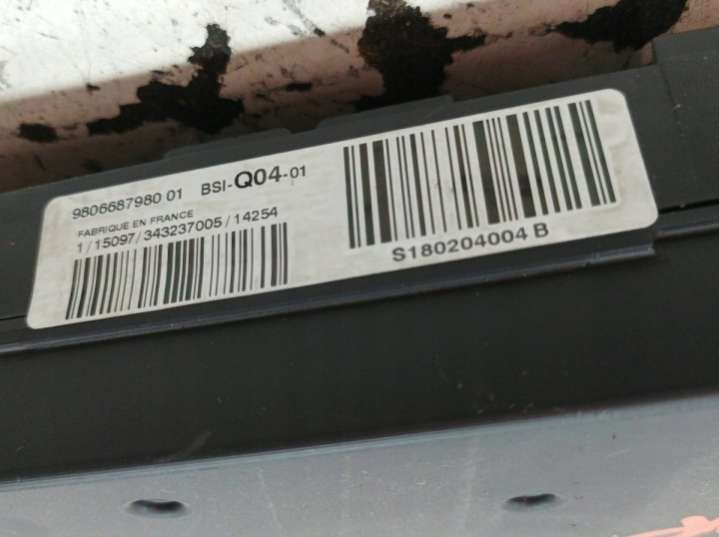 9806687980 01 BSI-Q04-01
FABRIQUE EN FRANCE
1/15097/343237005/14254
S180204004 B